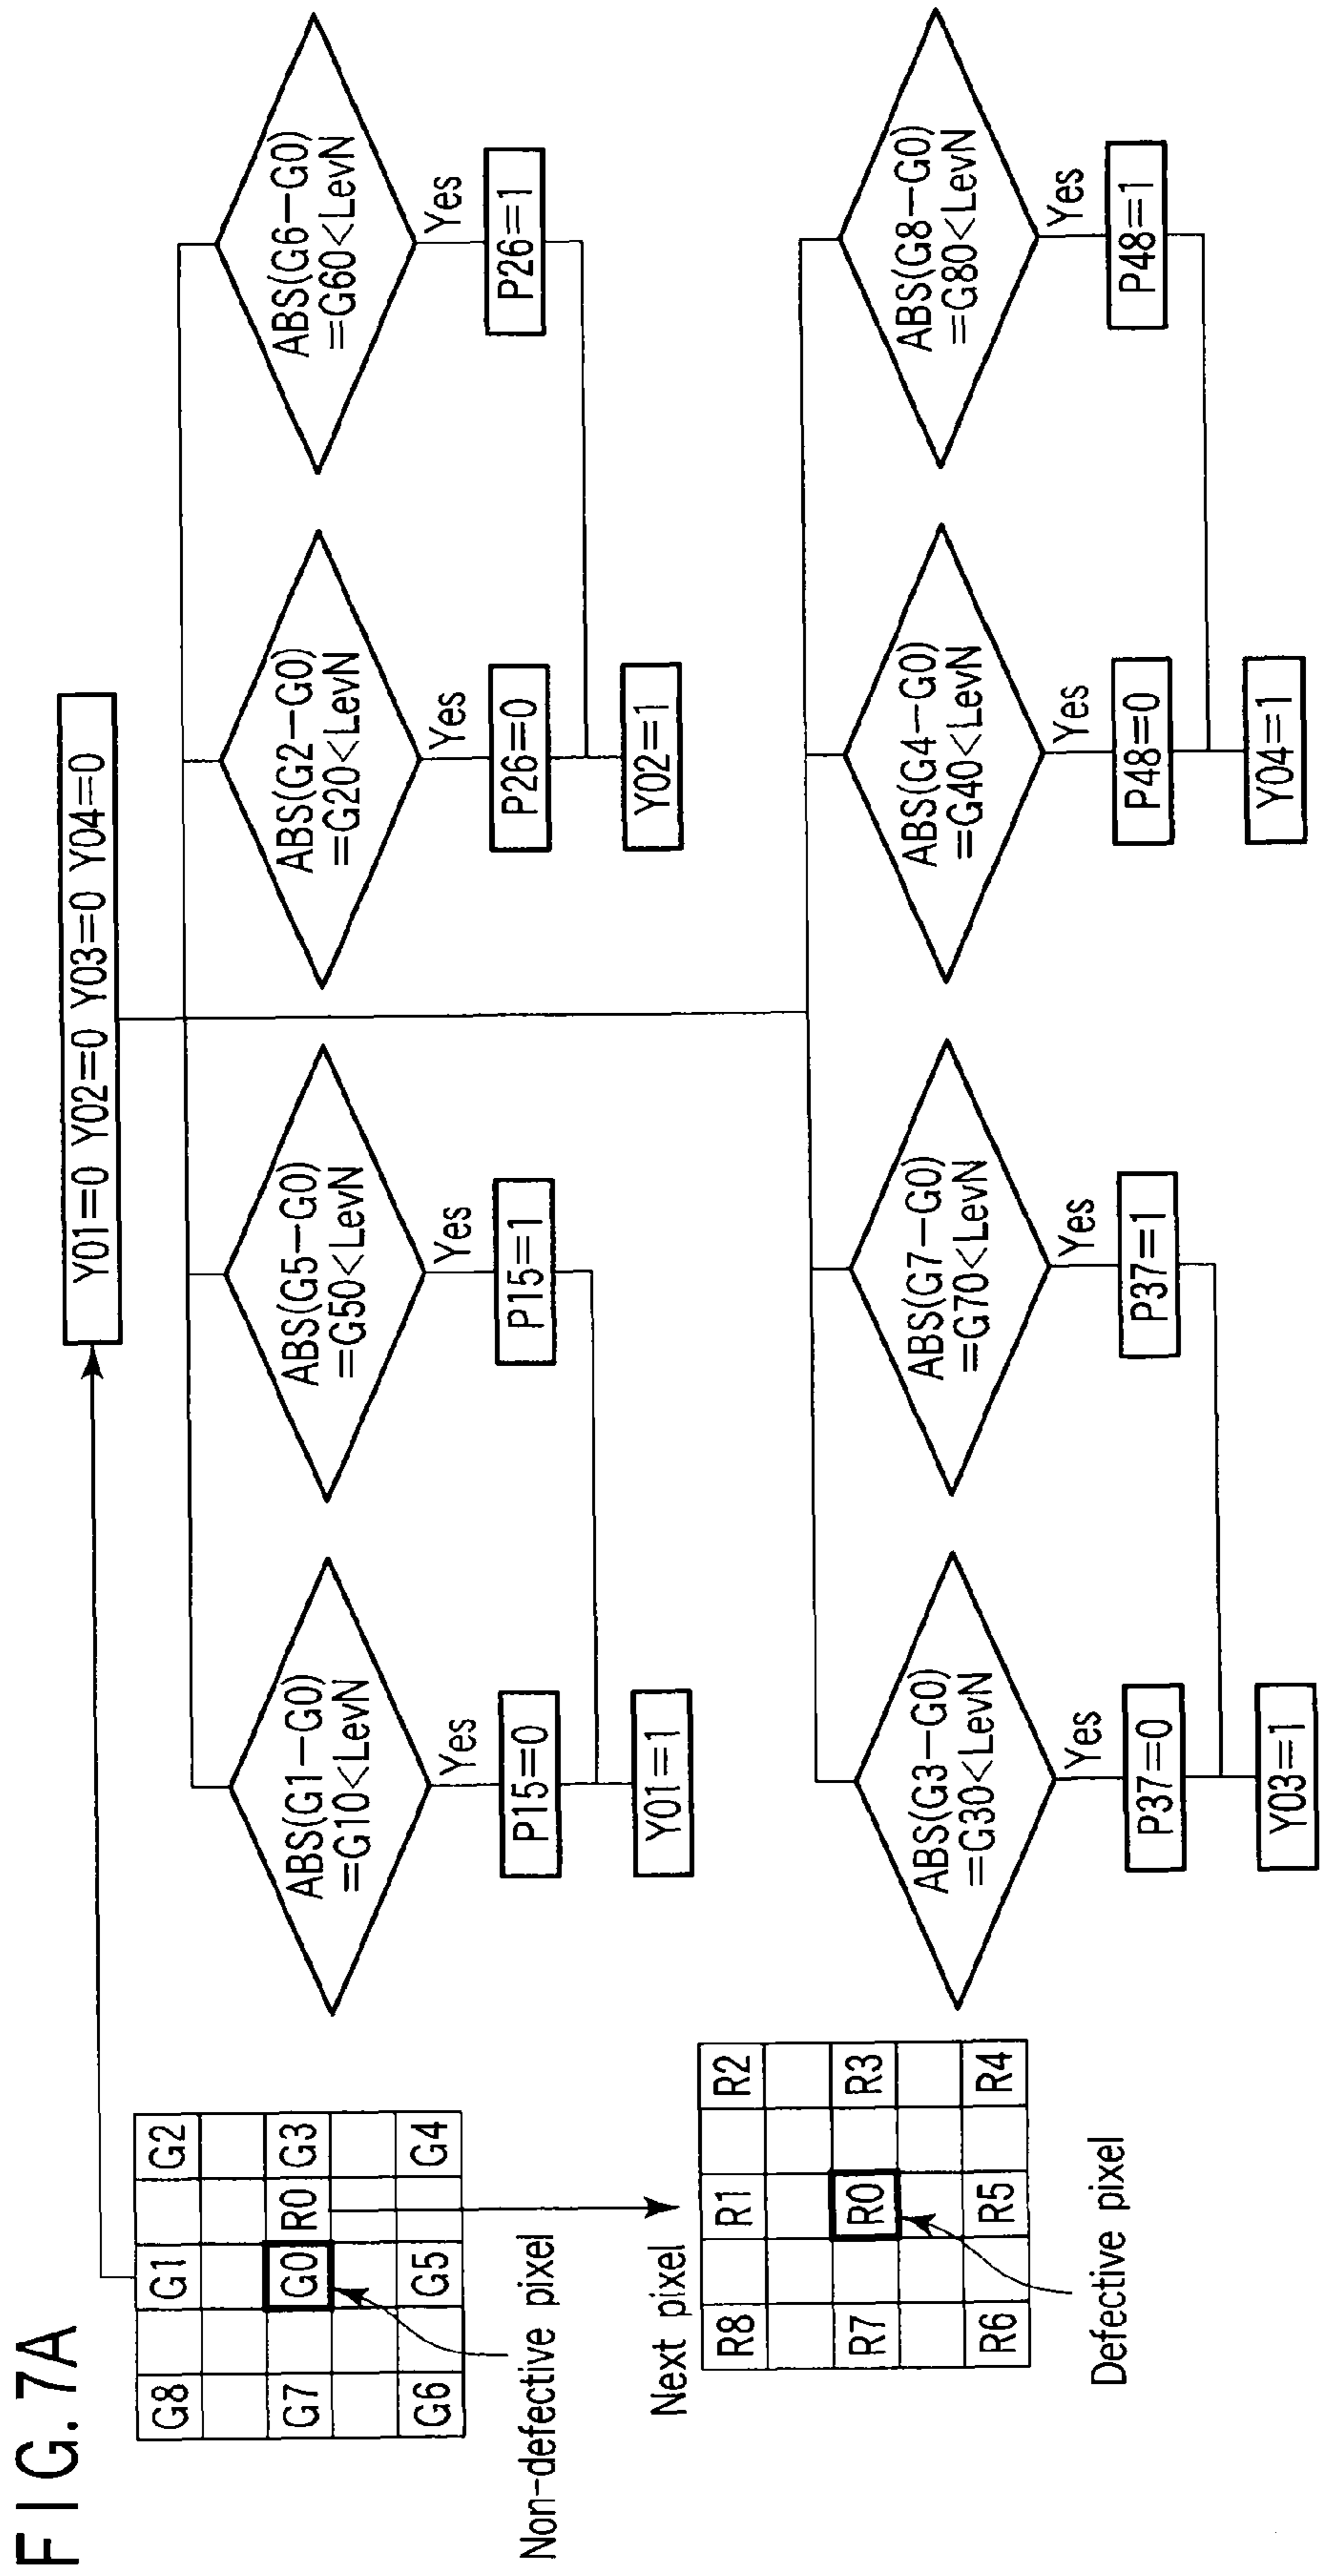 FIG. 7A
G8 G1 G2
G7 G0 R0 G3
G6 G5 G4
Non-defective pixel
Next pixel
R8 R1 R2
R7 R0 R3
R6 R5 R4
Defective pixel
Y01=0 Y02=0 Y03=0 Y04=0
ABS(G1-G0)
=G10<LevN
Yes
P15=0
Y01=1
ABS(G5-G0)
=G50<LevN
Yes
P15=1
ABS(G2-G0)
=G20<LevN
Yes
P26=0
Y02=1
ABS(G6-G0)
=G60<LevN
Yes
P26=1
ABS(G3-G0)
=G30<LevN
Yes
P37=0
Y03=1
ABS(G7-G0)
=G70<LevN
Yes
P37=1
ABS(G4-G0)
=G40<LevN
Yes
P48=0
Y04=1
ABS(G8-G0)
=G80<LevN
Yes
P48=1